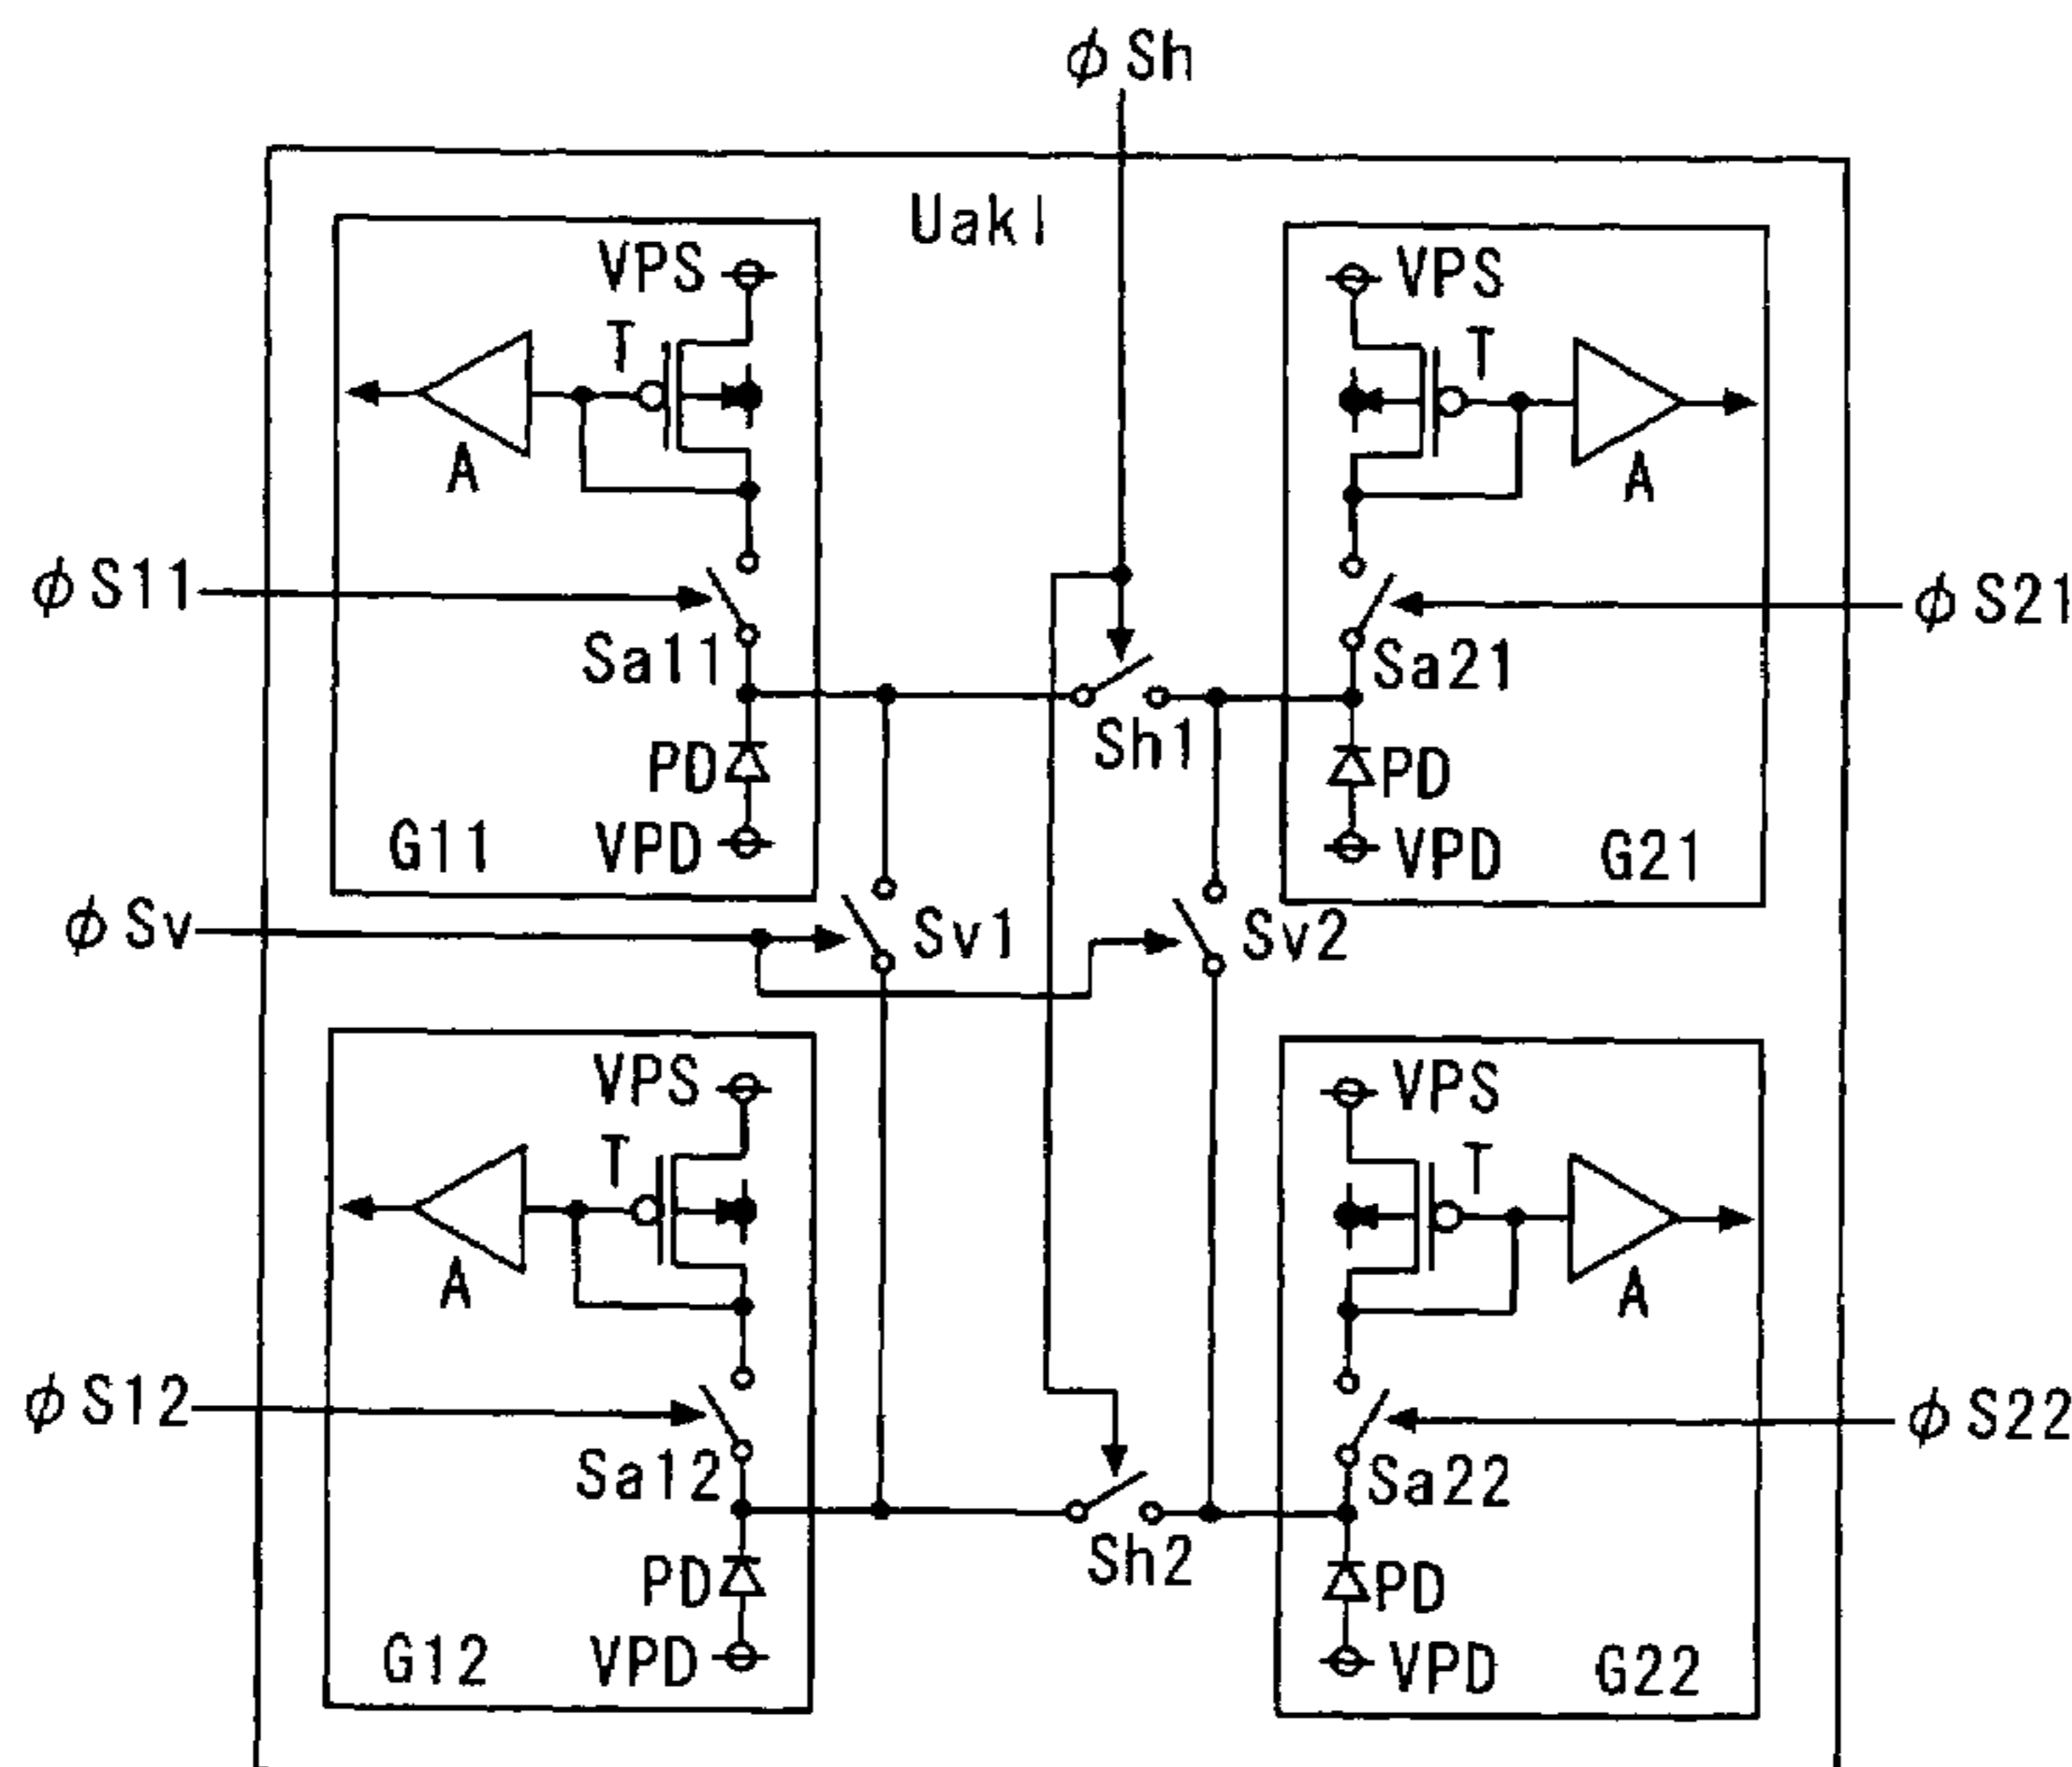 φSh
Uakl
VPS
VPS
T
T
A
A
φS11
φS21
Sa11
Sa21
Sh1
PD
PD
G11
VPD
VPD
G21
φSv
Sv1
Sv2
VPS
VPS
T
T
A
A
φS12
φS22
Sa12
Sa22
Sh2
PD
PD
G12
VPD
VPD
G22